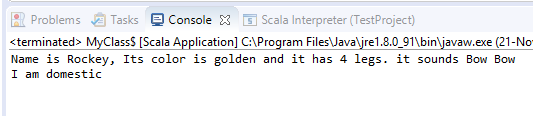 Problems Tasks Console Scala Interpreter (TestProject)
<terminated> MyClass$ [Scala Application] C:\Program Files\Java\jre1.8.0_91\bin\javaw.exe (21-No
Name is Rockey, Its color is golden and it has 4 legs. it sounds Bow Bow
I am domestic